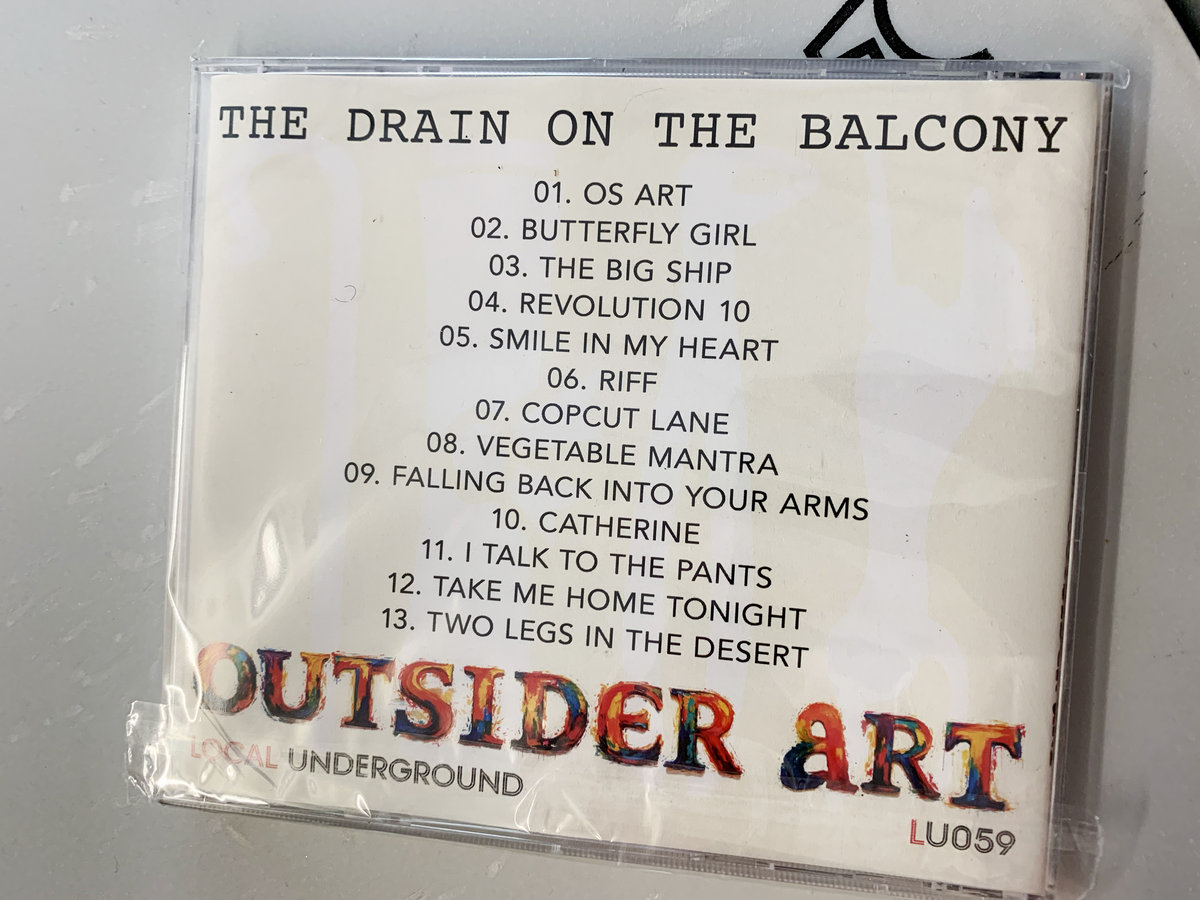 THE DRAIN ON THE BALCONY
01. OS ART
02. BUTTERFLY GIRL
03. THE BIG SHIP
04. REVOLUTION 10
05. SMILE IN MY HEART
06. RIFF
07. COPCUT LANE
08. VEGETABLE MANTRA
09. FALLING BACK INTO YOUR ARMS
10. CATHERINE
11. I TALK TO THE PANTS
12. TAKE ME HOME TONIGHT
13. TWO LEGS IN THE DESERT
OUTSIDER ART
LOCAL UNDERGROUND
LU059